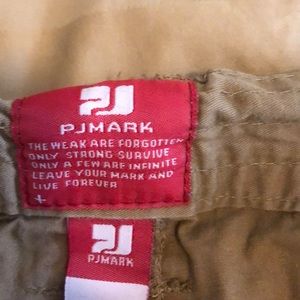 PJ
PJMARK
THE WEAK ARE FORGOTTEN
ONLY STRONG SURVIVE
ONLY A FEW ARE INFINITE
LEAVE YOUR MARK AND
LIVE FOREVER
+
PJ
PJMARK